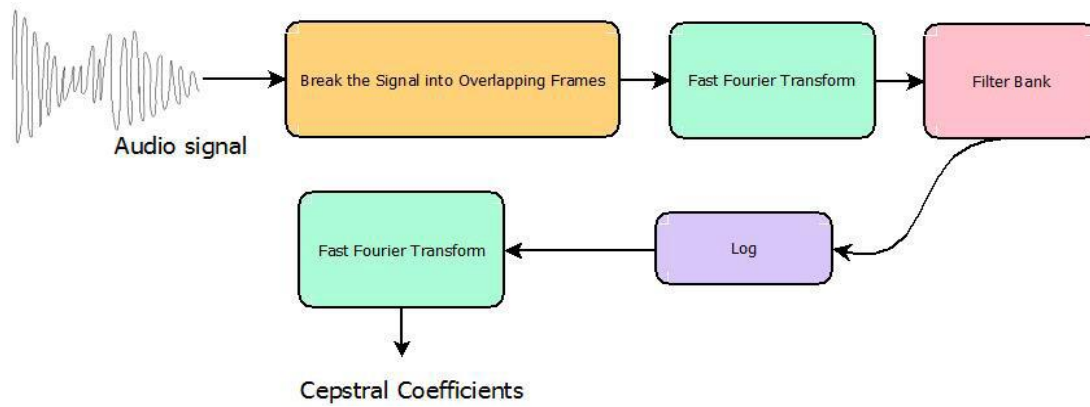 Audio signal
Break the Signal into Overlapping Frames
Fast Fourier Transform
Filter Bank
Log
Fast Fourier Transform
Cepstral Coefficients